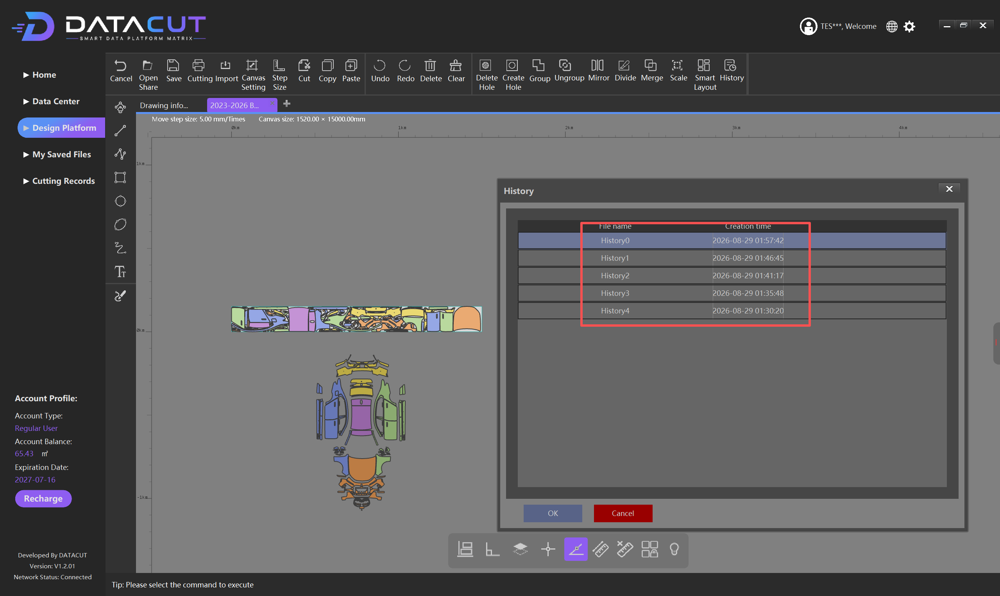 DATACUT
SMART DATA PLATFORM MATRIX
TES***, Welcome
Home
Data Center
Design Platform
My Saved Files
Cutting Records
Cancel
Open Share
Save
Cutting
Import
Canvas Setting
Step Size
Cut
Copy
Paste
Undo
Redo
Delete
Clear
Delete Hole
Create Hole
Group
Ungroup
Mirror
Divide
Merge
Scale
Smart Layout
History
Drawing info...
2023-2026 B...
Move step size: 5.00 mm/Times Canvas size: 1520.00 × 15000.00mm
0km 1km 2km 3km 4km
1km
0km
-1km
History
File name Creation time
History0 2026-08-29 01:57:42
History1 2026-08-29 01:46:45
History2 2026-08-29 01:41:17
History3 2026-08-29 01:35:48
History4 2026-08-29 01:30:20
OK Cancel
Account Profile:
Account Type:
Regular User
Account Balance:
65.43 ㎡
Expiration Date:
2027-07-16
Recharge
Developed By DATACUT
Version: V1.2.01
Network Status: Connected
Tip: Please select the command to execute